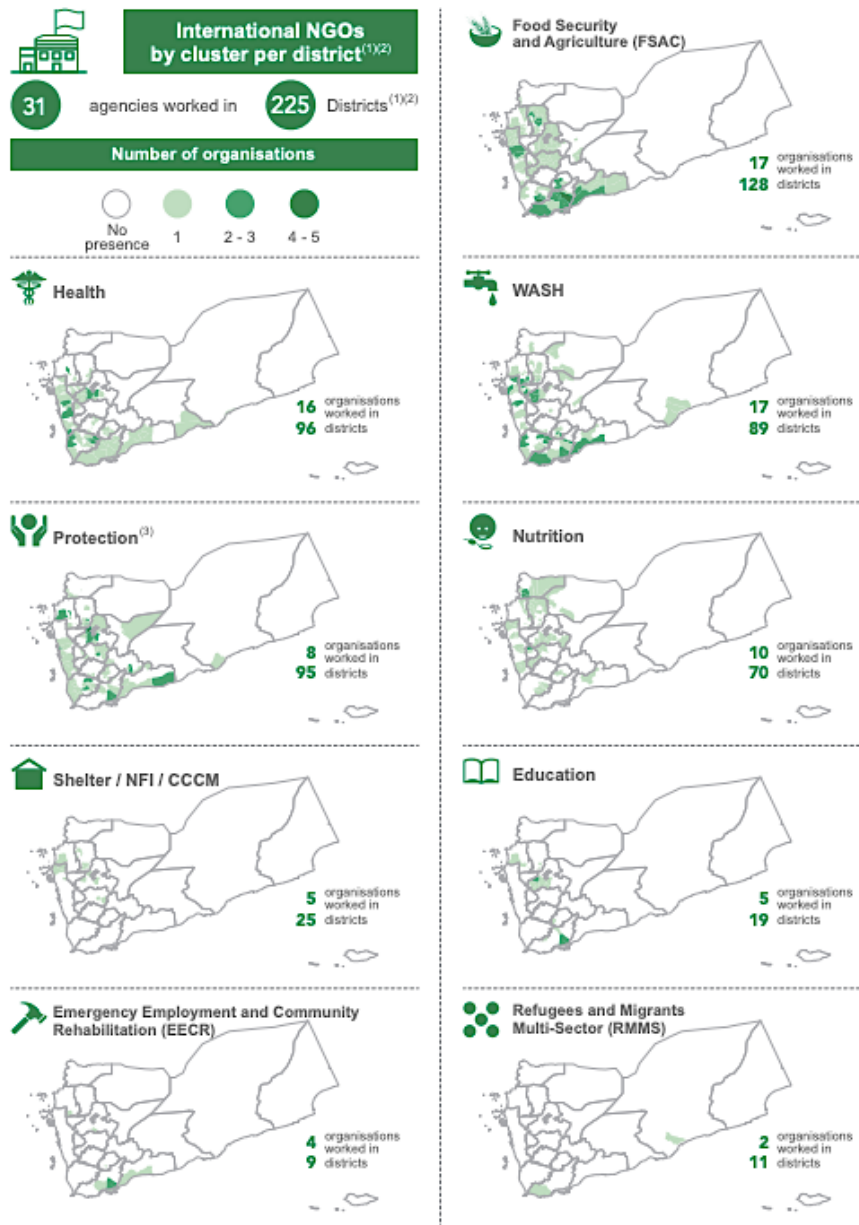 International NGOs
by cluster per district(1)(2)
31 agencies worked in 225 Districts(1)(2)
Number of organisations
No presence
1
2 - 3
4 - 5
Food Security
and Agriculture (FSAC)
17 organisations
worked in
128 districts
Health
16 organisations
worked in
96 districts
WASH
17 organisations
worked in
89 districts
Protection(3)
8 organisations
worked in
95 districts
Nutrition
10 organisations
worked in
70 districts
Shelter / NFI / CCCM
5 organisations
worked in
25 districts
Education
5 organisations
worked in
19 districts
Emergency Employment and Community
Rehabilitation (EECR)
4 organisations
worked in
9 districts
Refugees and Migrants
Multi-Sector (RMMS)
2 organisations
worked in
11 districts